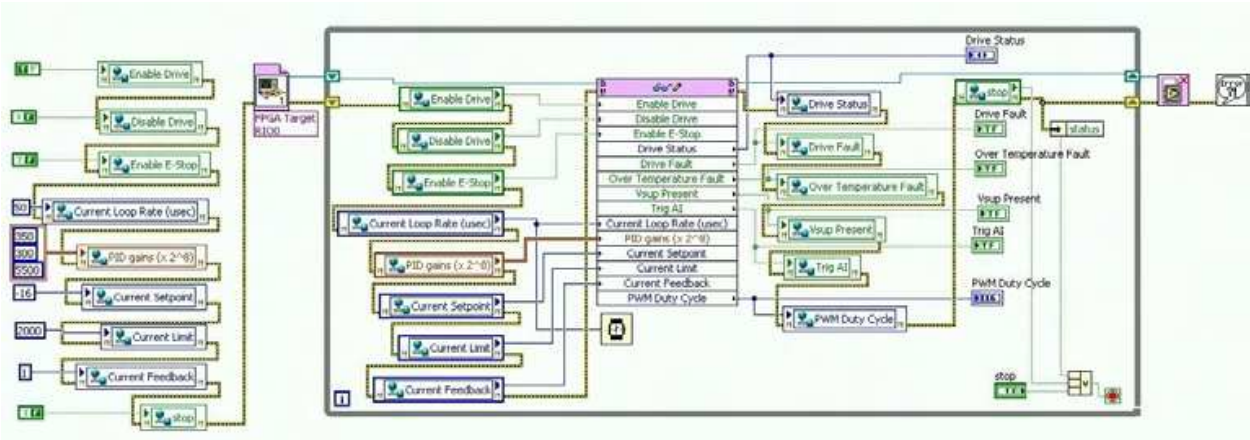 Enable Drive
Disable Drive
Enable E-Stop
50
Current Loop Rate (usec)
350
300
5500
PID gains (x 2^8)
-16
Current Setpoint
2000
Current Limit
1
Current Feedback
stop
FPGA Target
RIO0
Enable Drive
Disable Drive
Enable E-Stop
Current Loop Rate (usec)
PID gains (x 2^8)
Current Setpoint
Current Limit
Current Feedback
i
Enable Drive
Disable Drive
Enable E-Stop
Drive Status
Drive Fault
Over Temperature Fault
Vsup Present
Trig AI
Current Loop Rate (usec)
PID gains (x 2^8)
Current Setpoint
Current Limit
Current Feedback
PWM Duty Cycle
Drive Status
Drive Fault
Over Temperature Fault
Vsup Present
Trig AI
PWM Duty Cycle
Drive Status
stop
Drive Fault
TF
status
Over Temperature Fault
TF
Vsup Present
TF
Trig AI
TF
PWM Duty Cycle
stop
TF